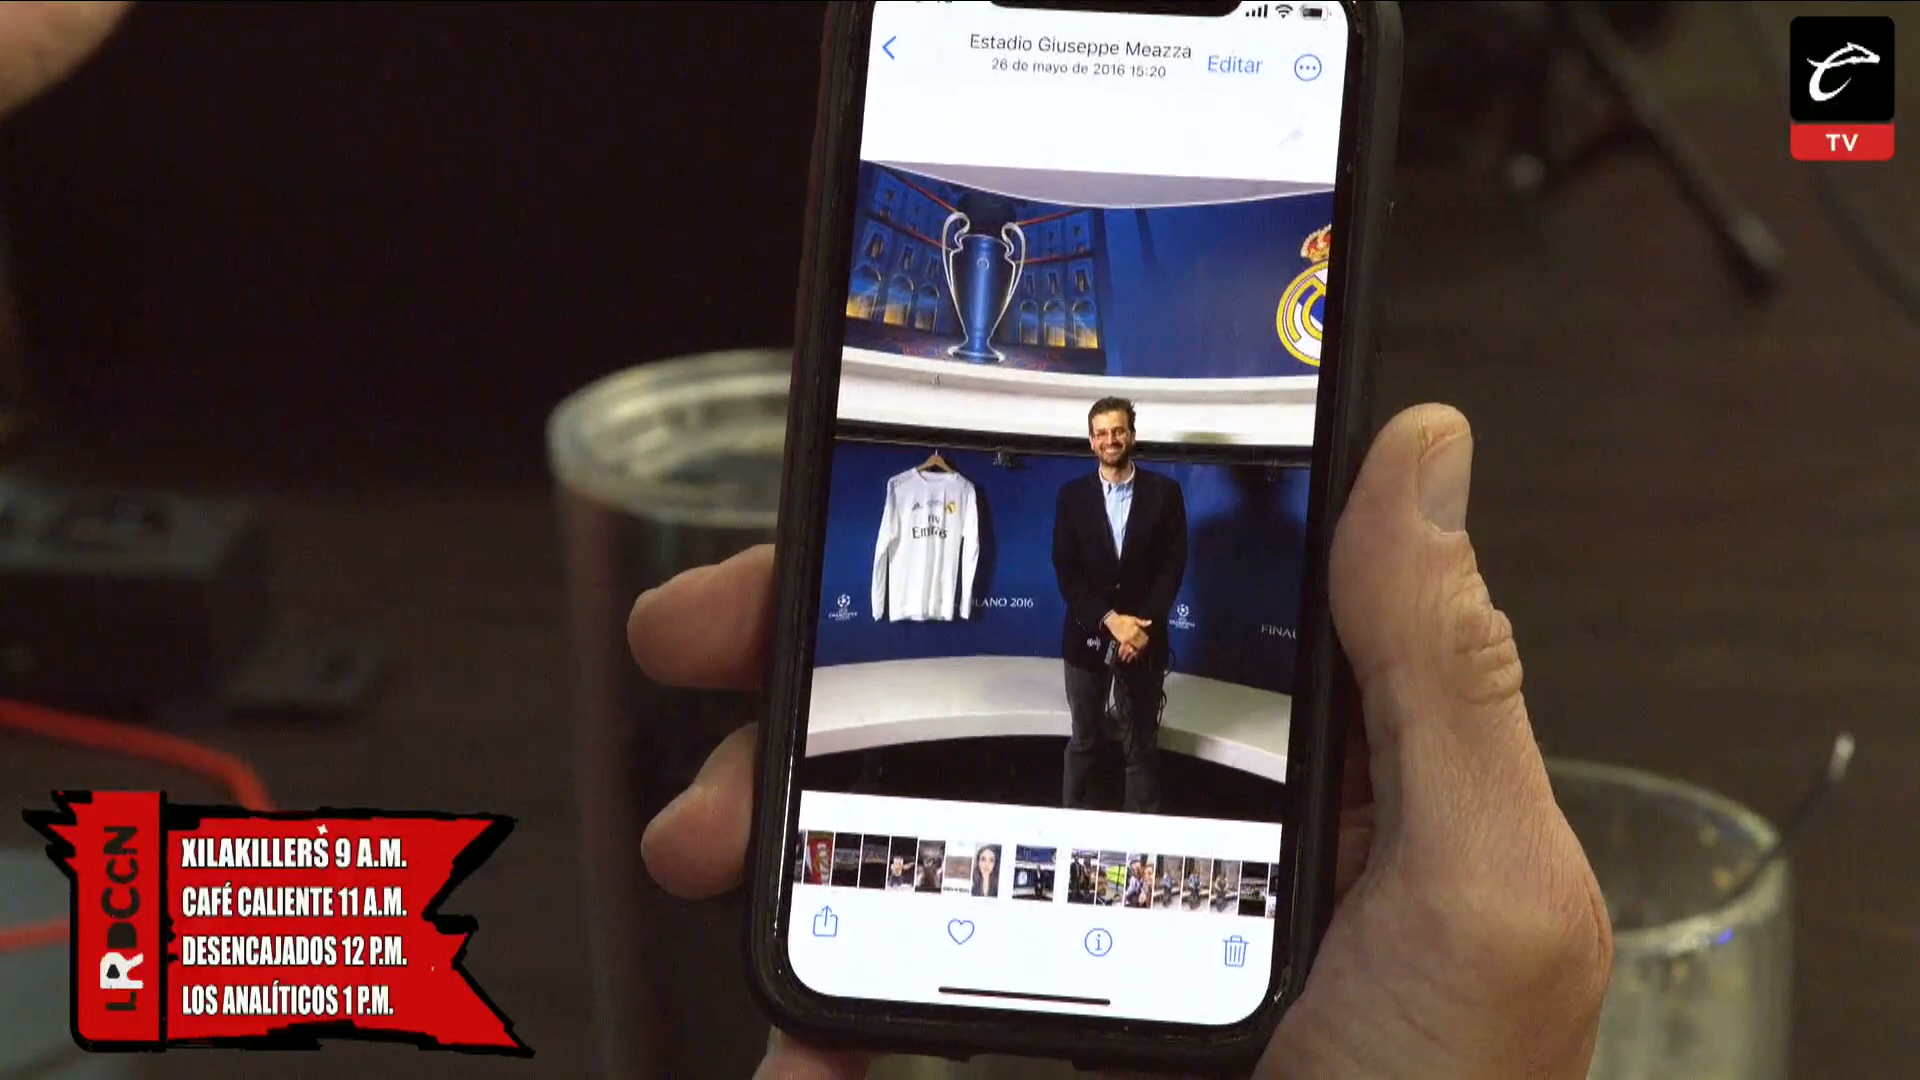 Estadio Giuseppe Meazza
26 de mayo de 2016 15:20
Editar
TV
Fly
Emirates
LANO 2016
FINAL
LRDCCN
XILAKILLERS 9 A.M.
CAFÉ CALIENTE 11 A.M.
DESENCAJADOS 12 P.M.
LOS ANALÍTICOS 1 P.M.